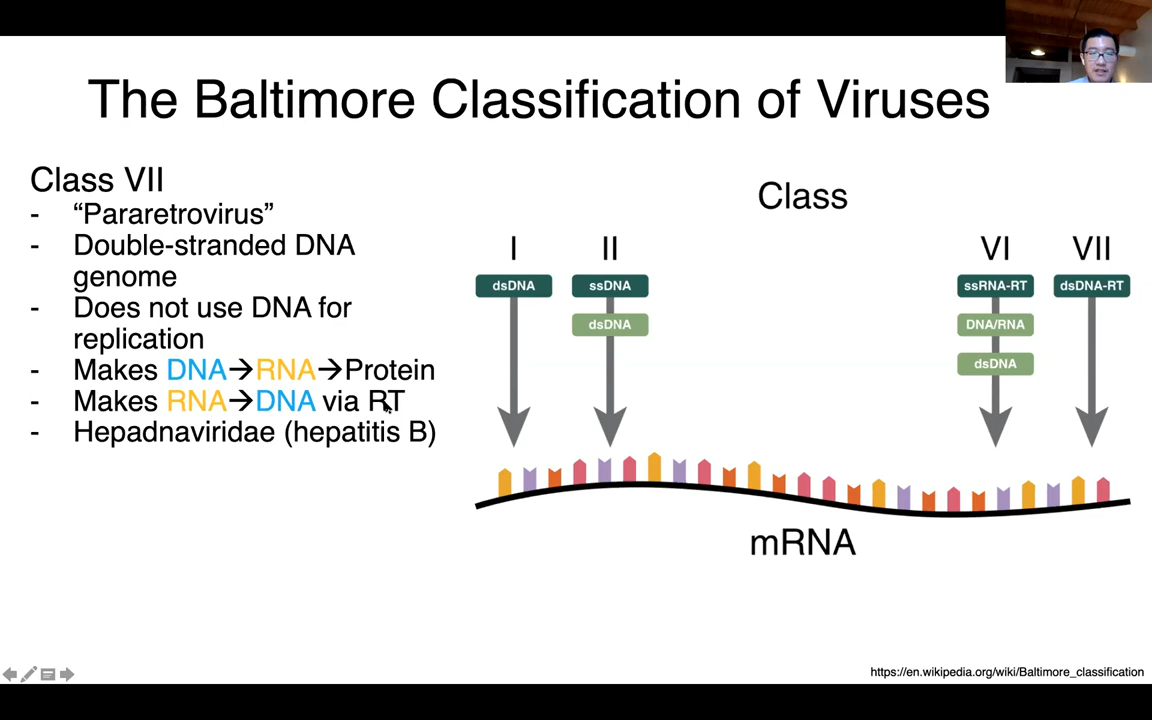 The Baltimore Classification of Viruses
Class VII
- “Pararetrovirus”
- Double-stranded DNA
genome
- Does not use DNA for
replication
- Makes DNA→RNA→Protein
- Makes RNA→DNA via RT
- Hepadnaviridae (hepatitis B)
Class
I II VI VII
dsDNA ssDNA ssRNA-RT dsDNA-RT
dsDNA DNA/RNA
dsDNA
mRNA
https://en.wikipedia.org/wiki/Baltimore_classification